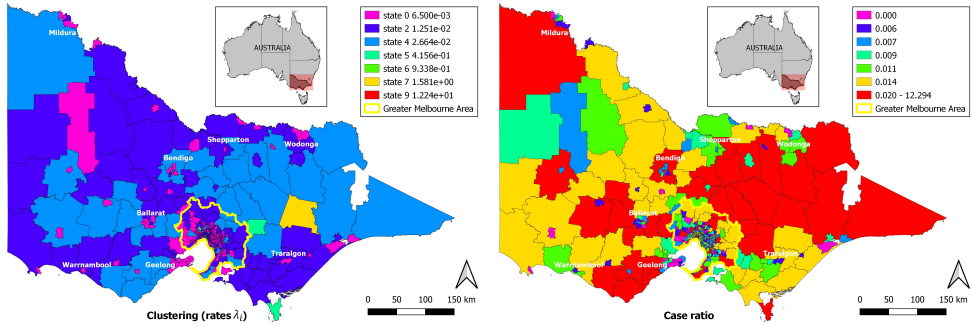 Mildura
AUSTRALIA
state 0 6.500e-03
state 2 1.251e-02
state 4 2.664e-02
state 5 4.156e-01
state 6 9.338e-01
state 7 1.581e+00
state 9 1.224e+01
Greater Melbourne Area
Shepparton
Wodonga
Bendigo
Ballarat
Traralgon
Warrnambool
Geelong
0 50 100 150 km
Clustering (rates λi)
Mildura
AUSTRALIA
0.000
0.006
0.007
0.009
0.011
0.014
0.020 - 12.294
Greater Melbourne Area
Shepparton
Wodonga
Bendigo
Ballarat
Traralgon
Warrnambool
Geelong
0 50 100 150 km
Case ratio